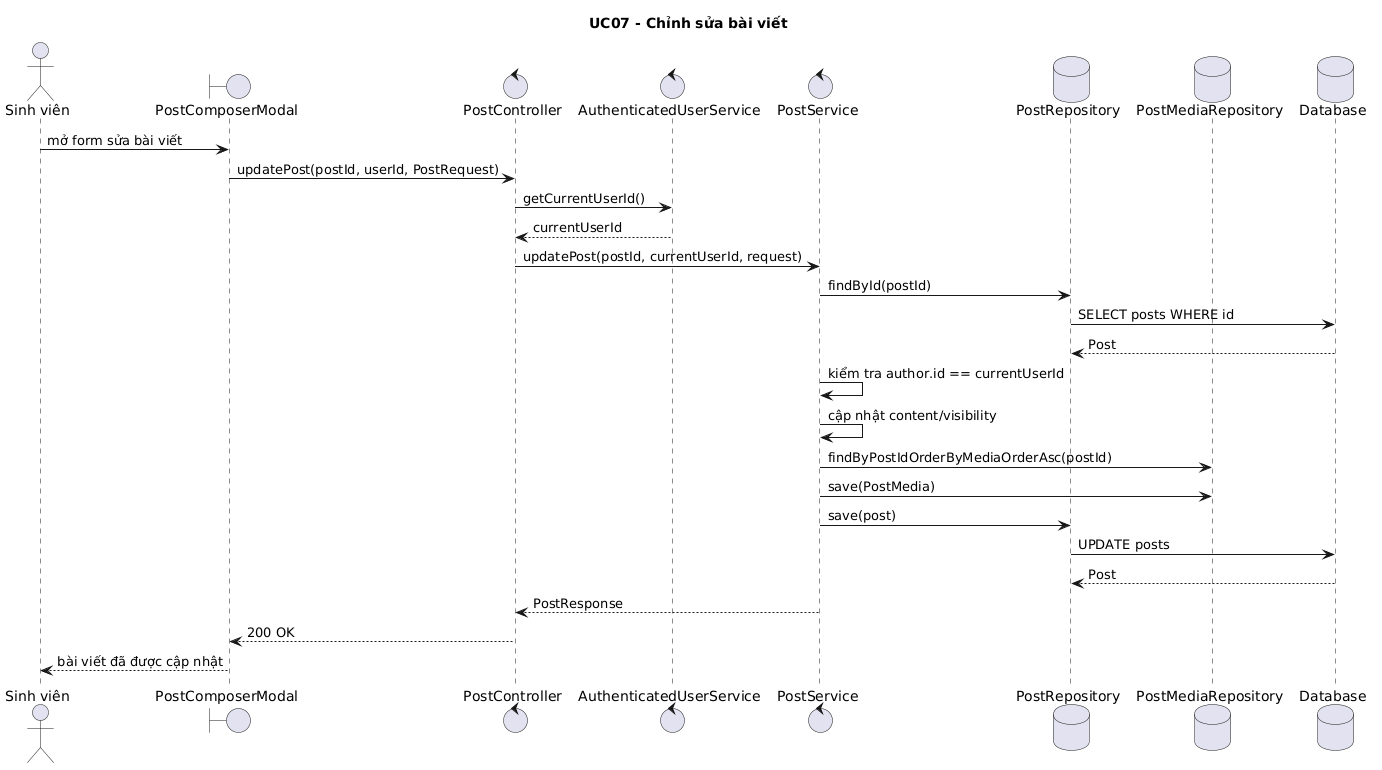 UC07 - Chỉnh sửa bài viết
Sinh viên
PostComposerModal
PostController
AuthenticatedUserService
PostService
PostRepository
PostMediaRepository
Database
mở form sửa bài viết
updatePost(postId, userId, PostRequest)
getCurrentUserId()
currentUserId
updatePost(postId, currentUserId, request)
findById(postId)
SELECT posts WHERE id
Post
kiểm tra author.id == currentUserId
cập nhật content/visibility
findByPostIdOrderByMediaOrderAsc(postId)
save(PostMedia)
save(post)
UPDATE posts
Post
PostResponse
200 OK
bài viết đã được cập nhật
Sinh viên
PostComposerModal
PostController
AuthenticatedUserService
PostService
PostRepository
PostMediaRepository
Database